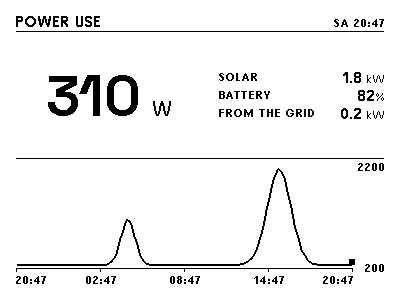 POWER USE
SA 20:47
310 W
SOLAR 1.8 kW
BATTERY 82%
FROM THE GRID 0.2 kW
2200
200
20:47 02:47 08:47 14:47 20:47